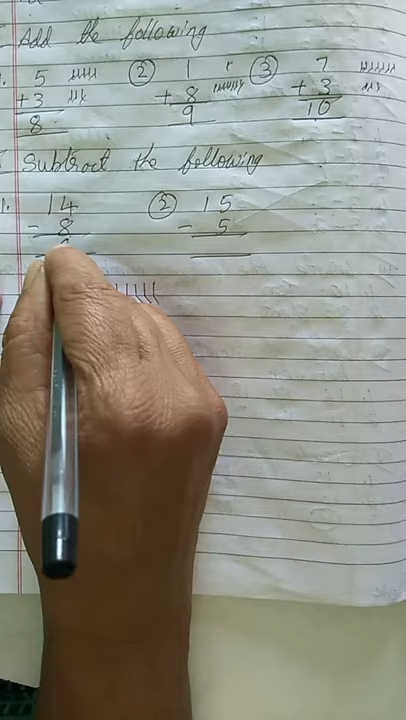 Add the following
1. 5 ② 1 ③ 7
+ 3 + 8 + 3
8 9 10
Subtract the following
1. 14 ② 15
- 8 - 5